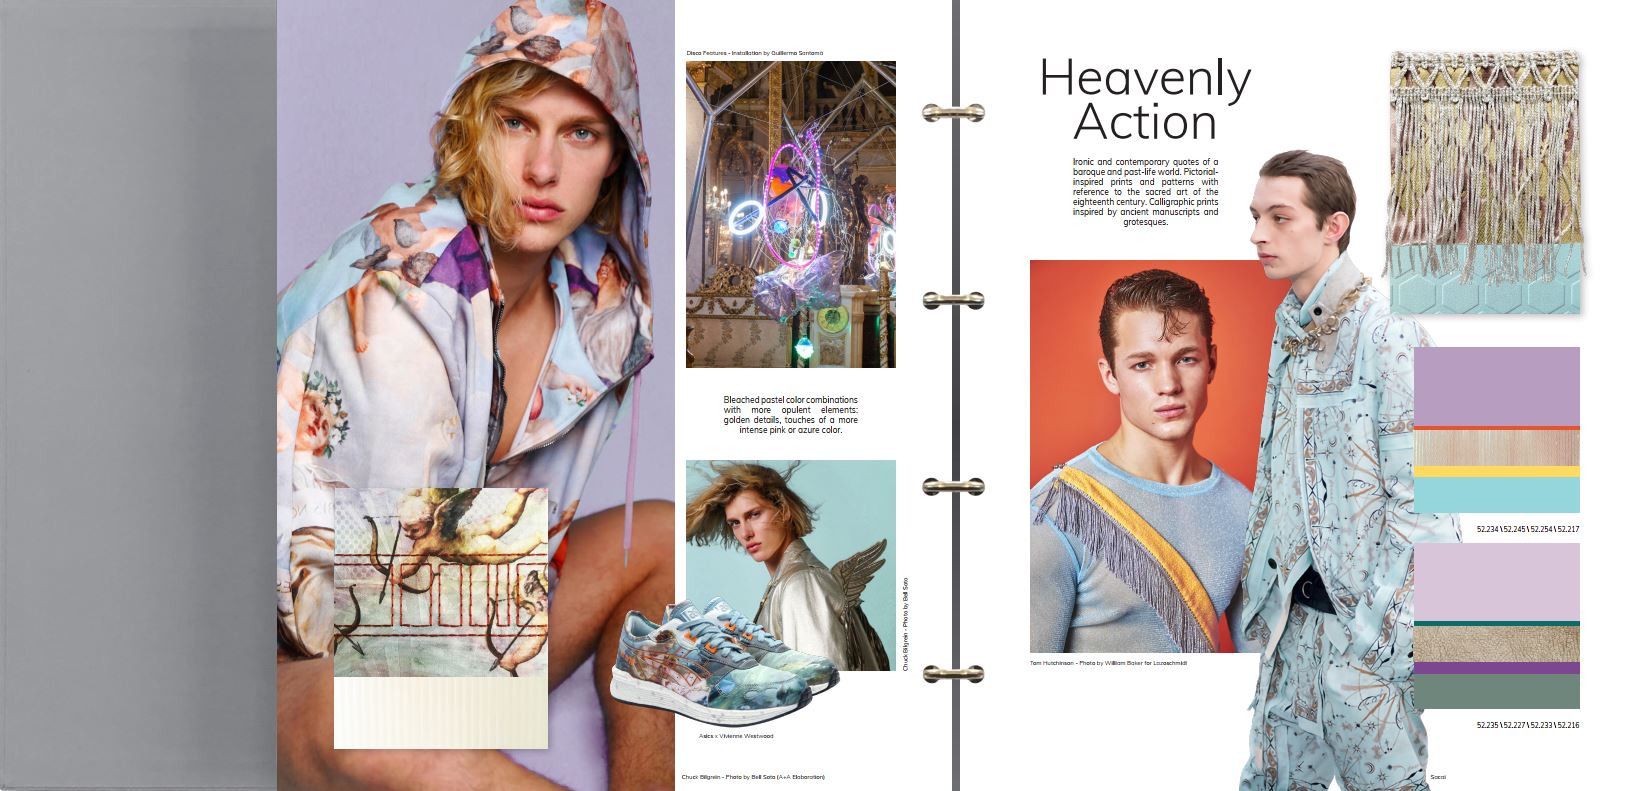 Disco Features - Installation by Guillermo Santomà
Bleached pastel color combinations
with more opulent elements:
golden details, touches of a more
intense pink or azure color.
Chuck Bilgrein - Photo by Bell Soto
Asics x Vivienne Westwood
Chuck Bilgrein - Photo by Bell Soto (A+A Elaboration)
Heavenly
Action
Ironic and contemporary quotes of a
baroque and past-life world. Pictorial-
inspired prints and patterns with
reference to the sacred art of the
eighteenth century. Calligraphic prints
inspired by ancient manuscripts and
grotesques.
Tom Hutchinson - Photo by William Baker for Lazoschmidl
52.234 \ 52.245 \ 52.254 \ 52.217
52.235 \ 52.227 \ 52.233 \ 52.216
Sacai